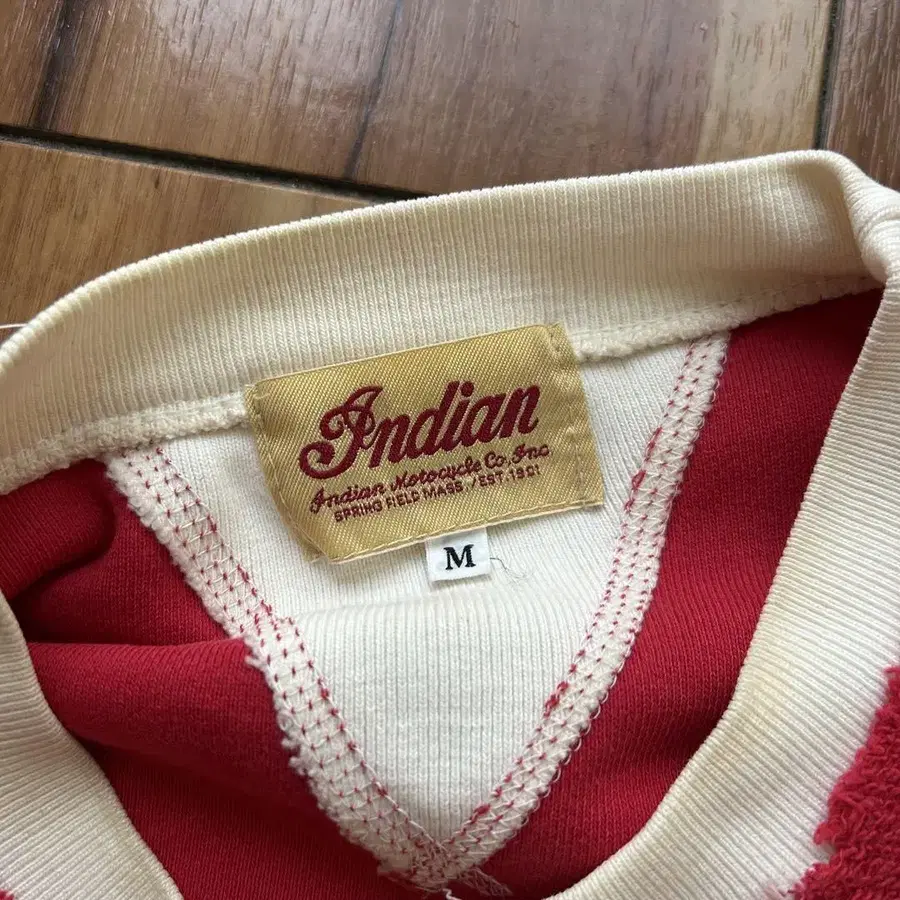 Indian
Indian Motocycle Co. Inc
SPRING FIELD MASS./EST.1901
M